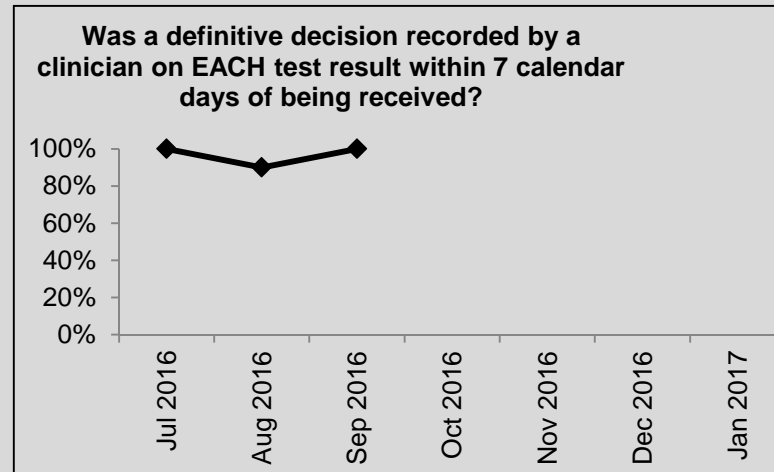 Was a definitive decision recorded by a
clinician on EACH test result within 7 calendar
days of being received?
100%
80%
60%
40%
20%
0%
Jul 2016
Aug 2016
Sep 2016
Oct 2016
Nov 2016
Dec 2016
Jan 2017